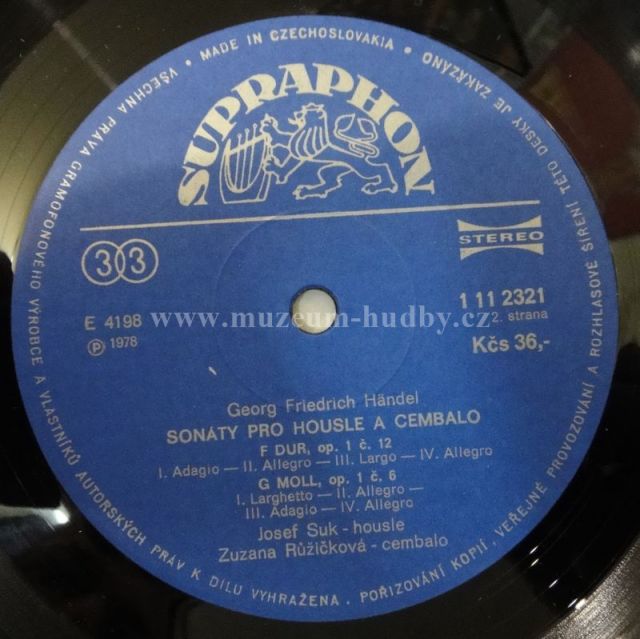 VŠECHNA PRÁVA GRAMOFONOVÉHO VÝROBCE A VLASTNÍKŮ AUTORSKÝCH PRÁV K DÍLU VYHRAŽENA. POŘIZOVÁNÍ KOPIÍ, VEŘEJNÉ PROVOZOVÁNÍ A ROZHLASOVÉ ŠÍŘENÍ TÉTO DESKY JE ZAKÁZÁNO • MADE IN CZECHOSLOVAKIA •
SUPRAPHON
33
STEREO
E 4198
1 11 2321
℗ 1978
2. strana
Kčs 36,-
www.muzeum-hudby.cz
Georg Friedrich Händel
SONÁTY PRO HOUSLE A CEMBALO
F DUR, op. 1 č. 12
I. Adagio — II. Allegro — III. Largo — IV. Allegro
G MOLL, op. 1 č. 6
I. Larghetto — II. Allegro —
III. Adagio — IV. Allegro
Josef Suk - housle
Zuzana Růžičková - cembalo